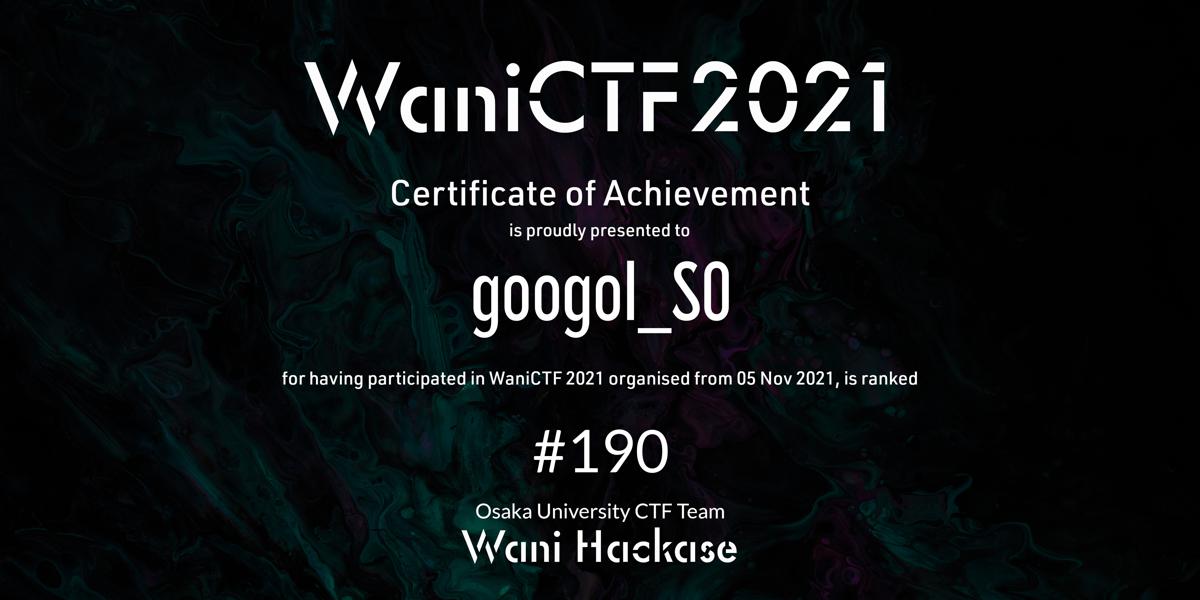 WaniCTF2021
Certificate of Achievement
is proudly presented to
googol_S0
for having participated in WaniCTF 2021 organised from 05 Nov 2021, is ranked
#190
Osaka University CTF Team
Wani Hackase